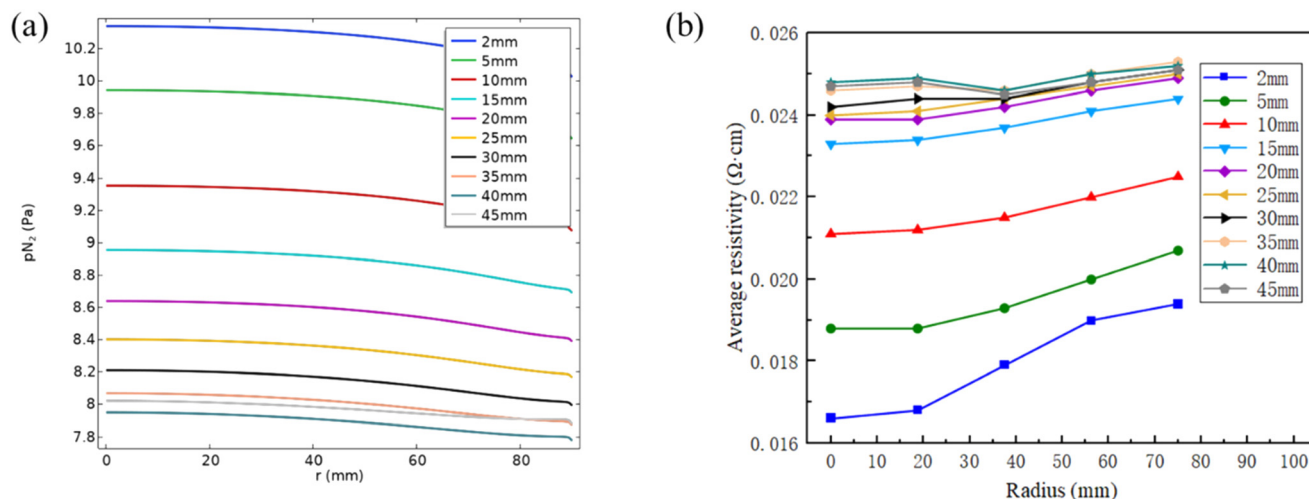 (a)
10.2
10
9.8
9.6
9.4
9.2
9
8.8
8.6
8.4
8.2
8
7.8
pN₂ (Pa)
0
20
40
60
80
r (mm)
2mm
5mm
10mm
15mm
20mm
25mm
30mm
35mm
40mm
45mm
(b)
0.026
0.024
0.022
0.020
0.018
0.016
Average resistivity (Ω·cm)
0 10 20 30 40 50 60 70 80 90 100
Radius (mm)
2mm
5mm
10mm
15mm
20mm
25mm
30mm
35mm
40mm
45mm